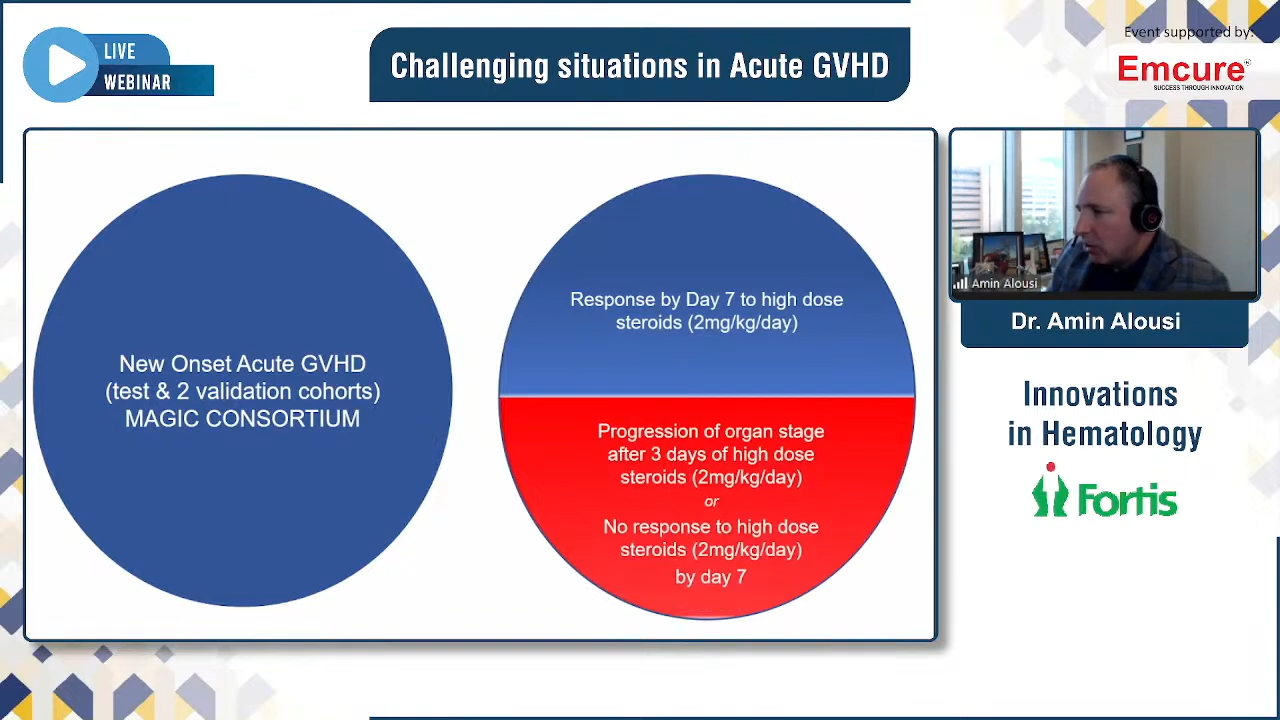 LIVE
WEBINAR
Challenging situations in Acute GVHD
Event supported by:
Emcure®
SUCCESS THROUGH INNOVATION
New Onset Acute GVHD
(test & 2 validation cohorts)
MAGIC CONSORTIUM
Response by Day 7 to high dose
steroids (2mg/kg/day)
Progression of organ stage
after 3 days of high dose
steroids (2mg/kg/day)
or
No response to high dose
steroids (2mg/kg/day)
by day 7
Amin Alousi
Dr. Amin Alousi
Innovations
in Hematology
Fortis